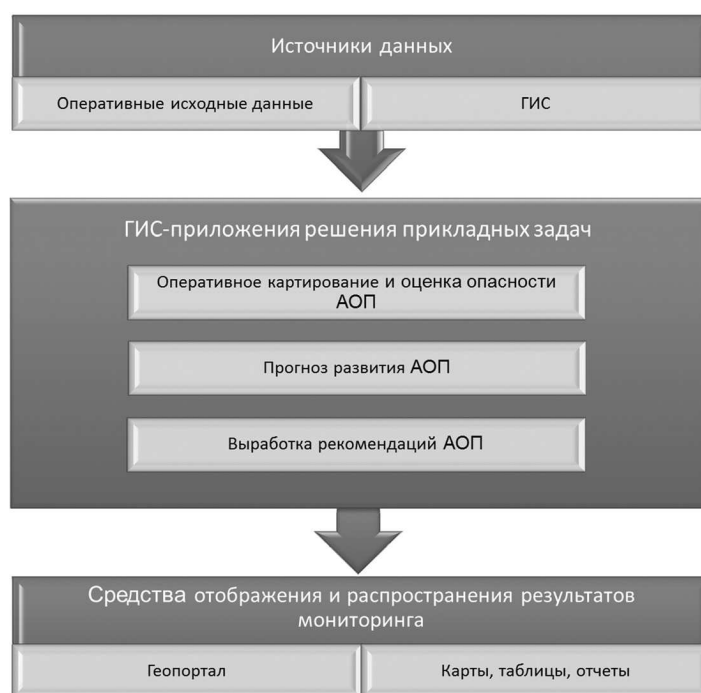 Источники данных
Оперативные исходные данные
ГИС
ГИС-приложения решения прикладных задач
Оперативное картирование и оценка опасности
АОП
Прогноз развития АОП
Выработка рекомендаций АОП
Средства отображения и распространения результатов
мониторинга
Геопортал
Карты, таблицы, отчеты